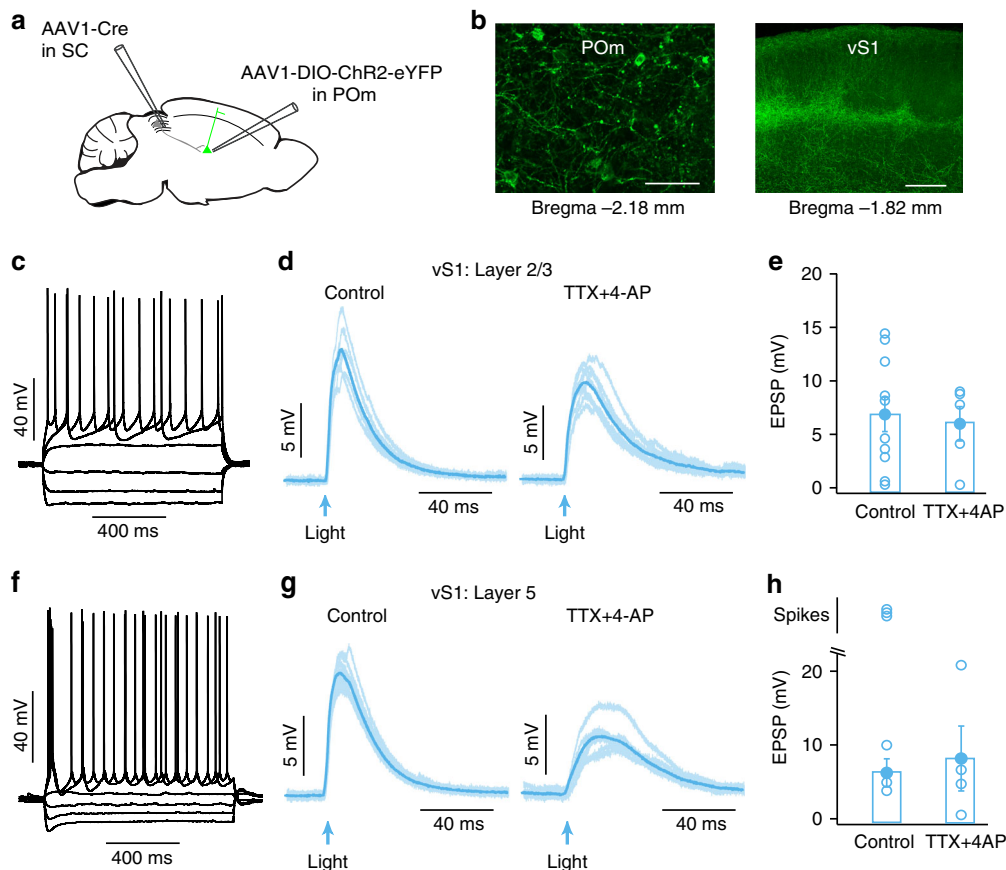 a
AAV1-Cre
in SC
AAV1-DIO-ChR2-eYFP
in POm
b
POm
vS1
Bregma –2.18 mm
Bregma –1.82 mm
c
40 mV
400 ms
d
vS1: Layer 2/3
Control
TTX+4-AP
5 mV
5 mV
40 ms
40 ms
Light
Light
e
20
15
10
5
0
EPSP (mV)
Control
TTX+4AP
f
40 mV
400 ms
g
vS1: Layer 5
Control
TTX+4-AP
5 mV
5 mV
40 ms
40 ms
Light
Light
h
Spikes
20
10
0
EPSP (mV)
Control
TTX+4AP